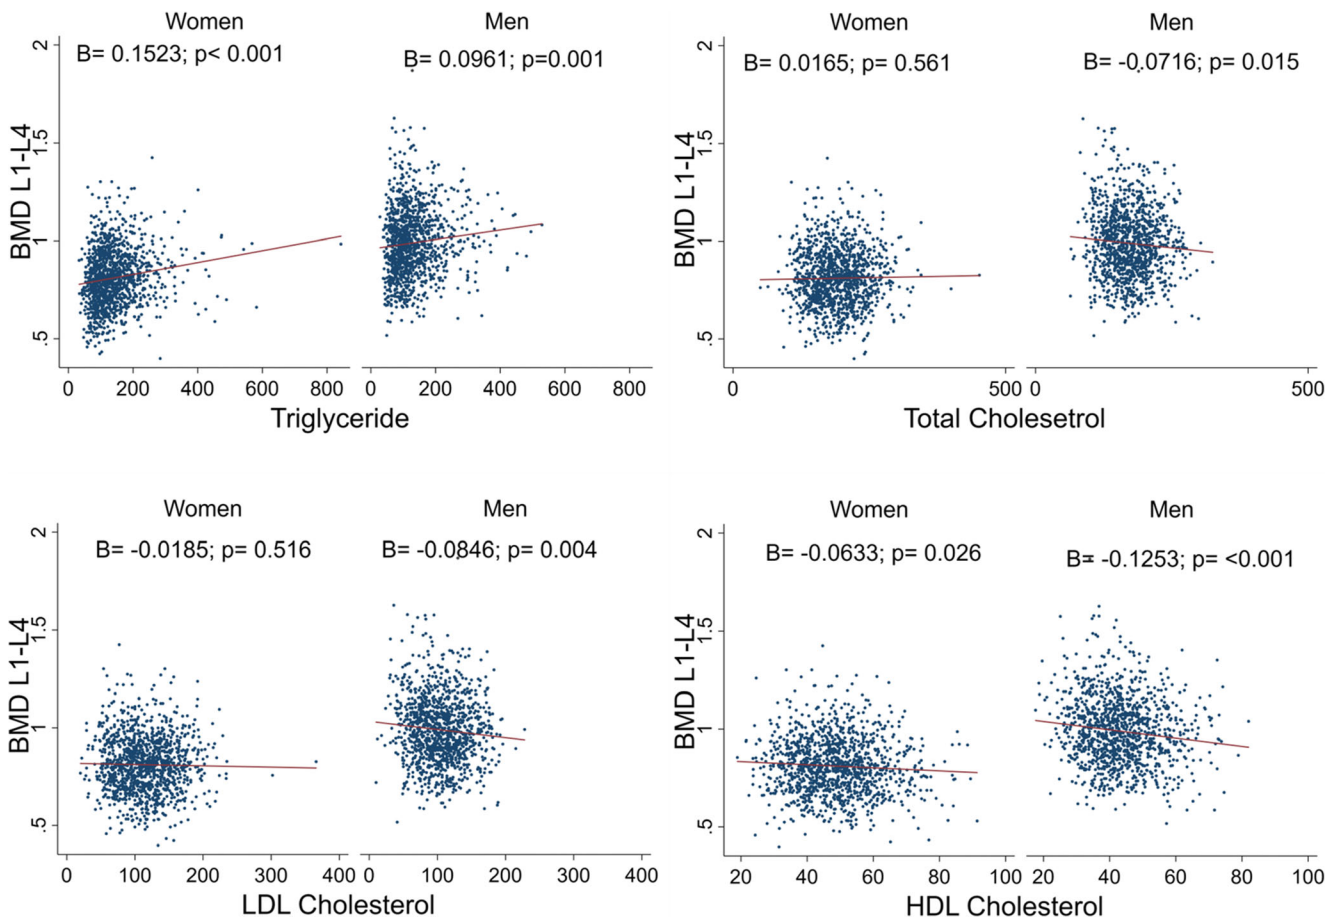 Women Men
B= 0.1523; p< 0.001 B= 0.0961; p=0.001
BMD L1-L4
2
1.5
1
.5
0 200 400 600 800 0 200 400 600 800
Triglyceride
Women Men
B= 0.0165; p= 0.561 B= -0.0716; p= 0.015
BMD L1-L4
2
1.5
1
.5
0 500 0 500
Total Cholesetrol
Women Men
B= -0.0185; p= 0.516 B= -0.0846; p= 0.004
BMD L1-L4
2
1.5
1
.5
0 100 200 300 400 0 100 200 300 400
LDL Cholesterol
Women Men
B= -0.0633; p= 0.026 B= -0.1253; p= <0.001
BMD L1-L4
2
1.5
1
.5
20 40 60 80 100 20 40 60 80 100
HDL Cholesterol